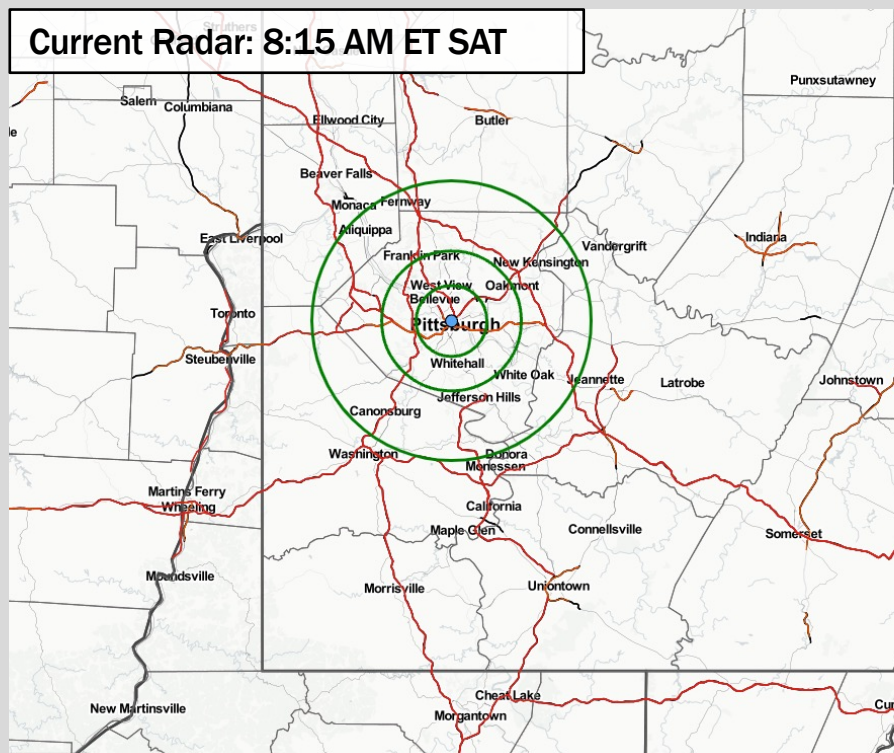 Struthers
Current Radar: 8:15 AM ET SAT
Punxsutawney
Salem
Columbiana
Ellwood City
Butler
Beaver Falls
Monaca
Fernway
Aliquippa
East Liverpool
Vandergrift
Indiana
Franklin Park
New Kensington
West View
Oakmont
Bellevue
Toronto
Pittsburgh
Steubenville
Whitehall
White Oak
Jeannette
Latrobe
Johnstown
Jefferson Hills
Canonsburg
Washington
Donora
Monessen
Martins Ferry
Wheeling
California
Maple Glen
Connellsville
Somerset
Moundsville
Morrisville
Uniontown
Cheat Lake
New Martinsville
Morgantown